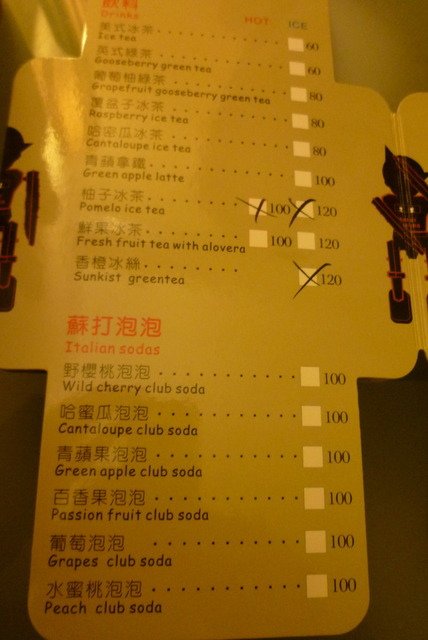 飲料
Drinks HOT ICE
美式冰茶
Ice tea 60
英式綠茶
Gooseberry green tea 60
葡萄柚綠茶 80
Grapefruit gooseberry green tea
覆盆子冰茶
Raspberry ice tea 80
哈密瓜冰茶
Cantaloupe ice tea 80
青蘋拿鐵
Green apple latte 100
柚子冰茶
Pomelo ice tea 100 120
鮮果冰茶
Fresh fruit tea with alovera 100 120
香橙冰絲
Sunkist greentea 120
蘇打泡泡
Italian sodas
野櫻桃泡泡 100
Wild cherry club soda
哈蜜瓜泡泡 100
Cantaloupe club soda
青蘋果泡泡 100
Green apple club soda
百香果泡泡 100
Passion fruit club soda
葡萄泡泡 100
Grapes club soda
水蜜桃泡泡 100
Peach club soda